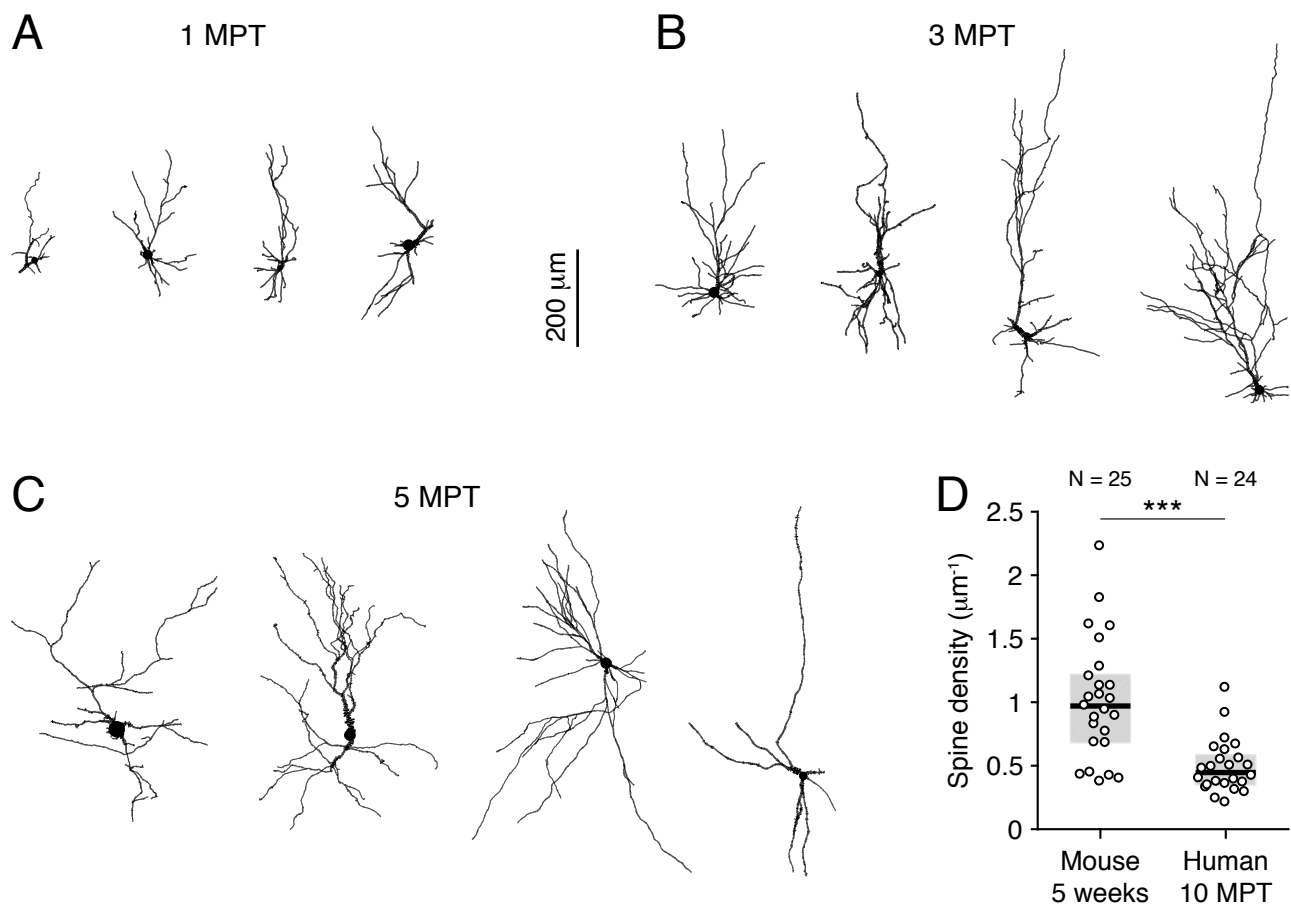 A
1 MPT
B
3 MPT
200 µm
C
5 MPT
D
N = 25
N = 24
***
2.5
2
1.5
1
0.5
0
Spine density (µm⁻¹)
Mouse
5 weeks
Human
10 MPT